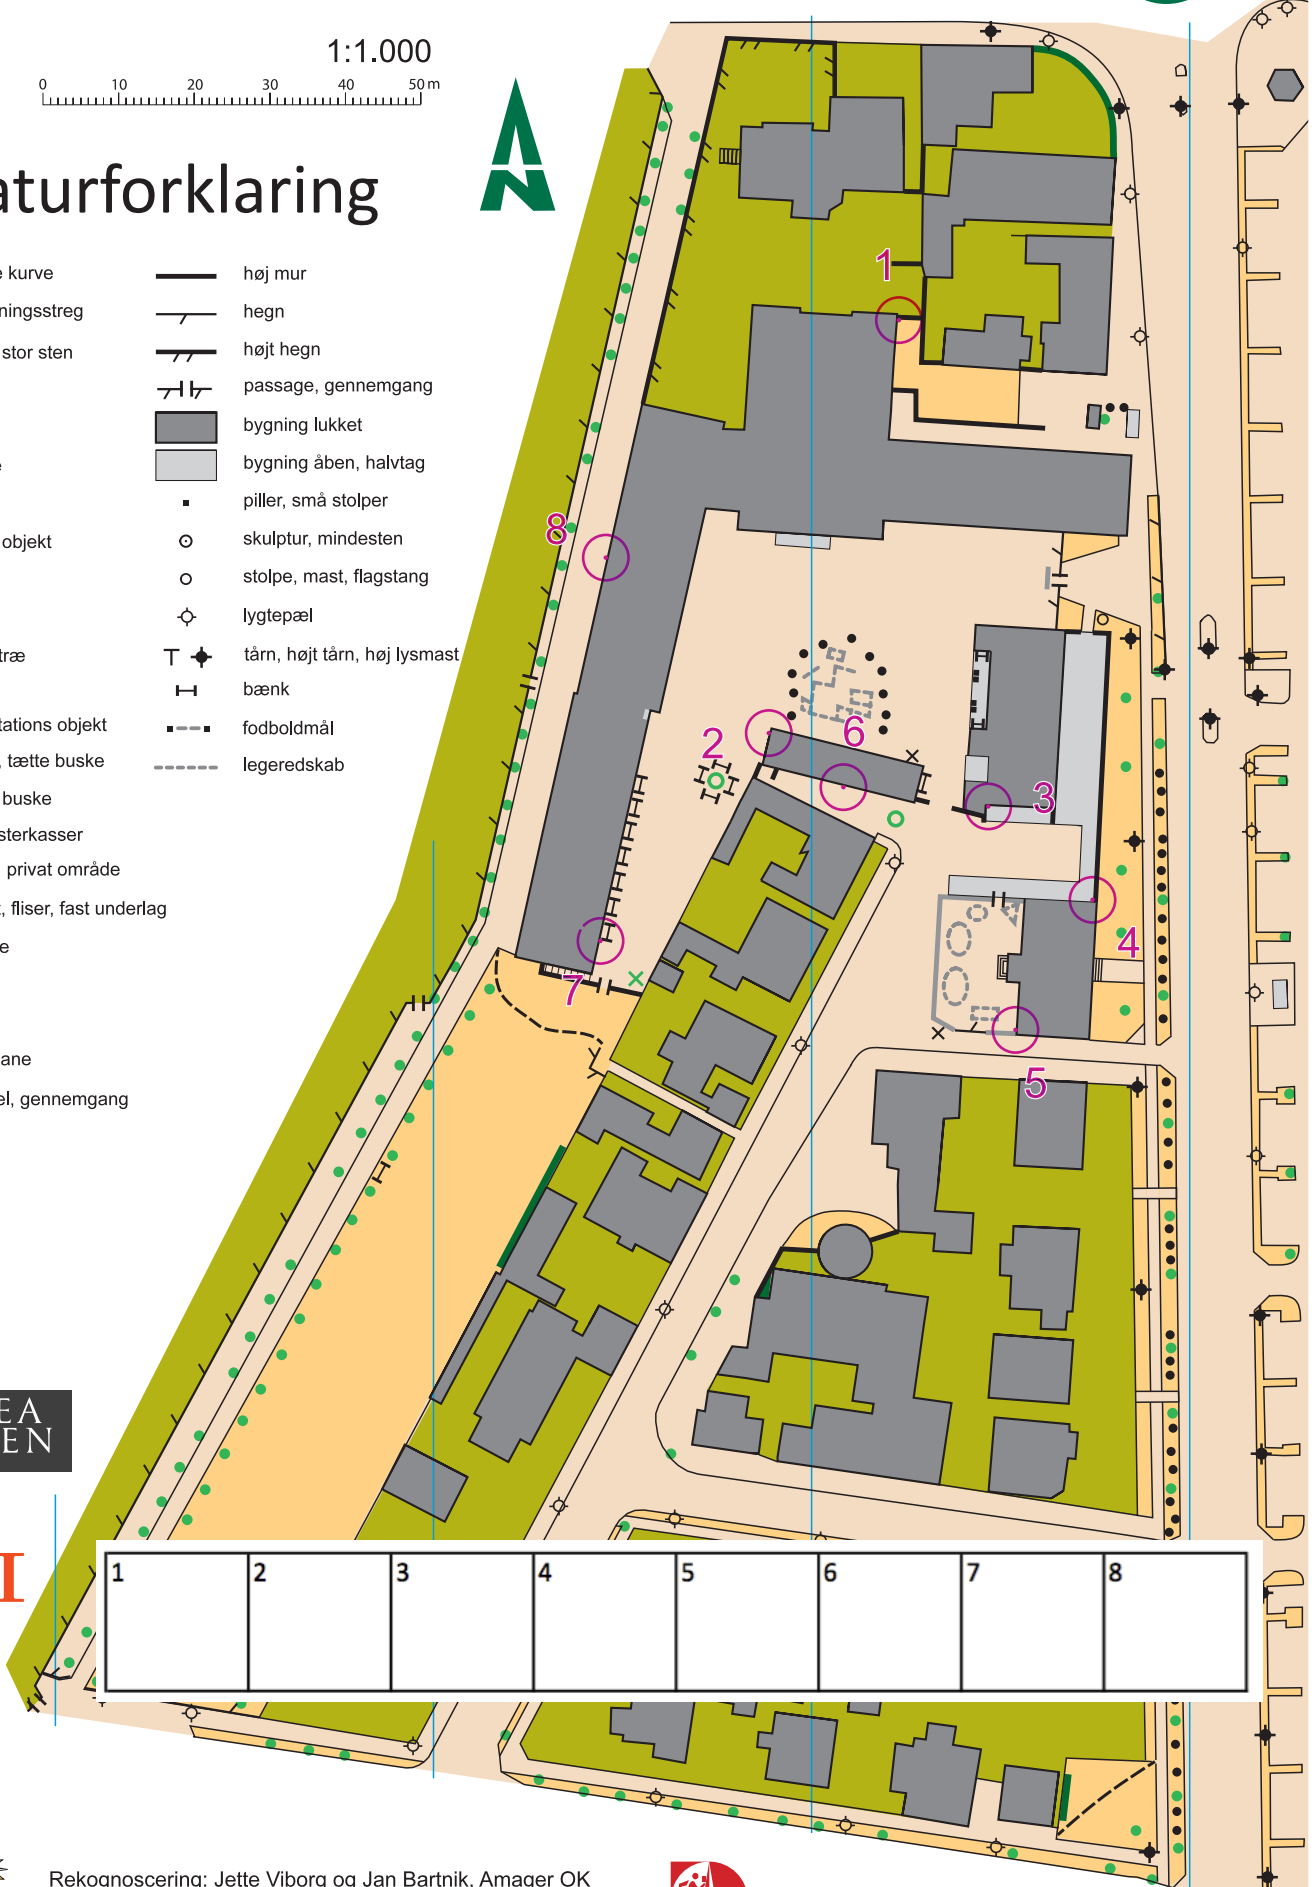 1:1.000
0 10 20 30 40 50 m
aturforklaring
e kurve
høj mur
ningsstreg
hegn
stor sten
højt hegn
passage, gennemgang
bygning lukket
e
bygning åben, halvtag
piller, små stolper
objekt
skulptur, mindesten
stolpe, mast, flagstang
lygtepæl
træ
tårn, højt tårn, høj lysmast
bænk
tations objekt
fodboldmål
, tætte buske
legeredskab
buske
sterkasser
privat område
t, fliser, fast underlag
e
ane
el, gennemgang
1
8
2
6
3
4
7
5
EA
EN
I
1 2 3 4 5 6 7 8
Rekognoscering: Jette Viborg og Jan Bartnik, Amager OK